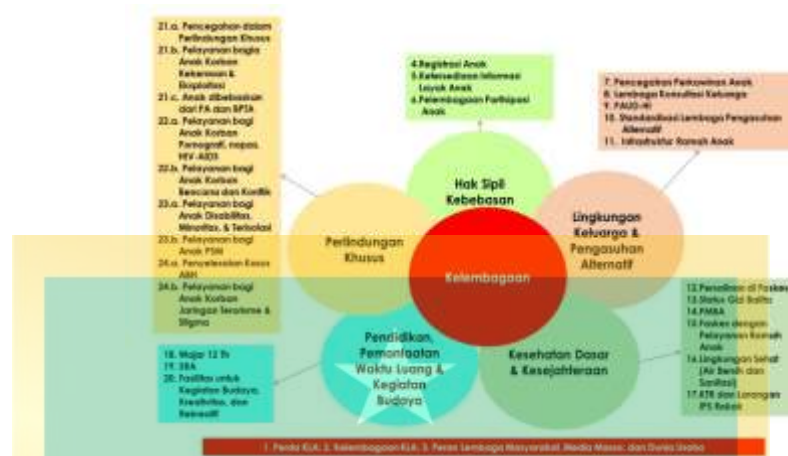 21.a. Pencegahan dalam
Perlindungan Khusus
21.b. Pelayanan bagia
Anak Korban
Kekerasan &
Eksploitasi
21.c. Anak dibebaskan
dari PA dan BPTA
22.a. Pelayanan bagi
Anak Korban
Pornografi, napza,
HIV-AIDS
22.b. Pelayanan bagi
Anak Korban
Bencana dan Konflik
23.a. Pelayanan bagi
Anak Disabilitas,
Minoritas, & Terisolasi
23.b. Pelayanan bagi
Anak PSM
24.a. Penyelesaian Kasus
ABH
24.b. Pelayanan bagi
Anak Korban
Jaringan Terorisme &
Stigma
4.Registrasi Anak
5.Ketersediaan Informasi
Layak Anak
6.Pelembagaan Partisipasi
Anak
7. Pencegahan Perkawinan Anak
8. Lembaga Konsultasi Keluarga
9. PAUD-HI
10. Standardisasi Lembaga Pengasuhan
Alternatif
11. Infrastruktur Ramah Anak
Hak Sipil
Kebebasan
Perlindungan
Khusus
Lingkungan
Keluarga &
Pengasuhan
Alternatif
Kelembagaan
Pendidikan,
Pemanfaatan
Waktu Luang &
Kegiatan
Budaya
Kesehatan Dasar
& Kesejahteraan
12.Persalinan di Faskes
13.Status Gizi Balita
14.PMBA
15.Faskes dengan
Pelayanan Ramah
Anak
16.Lingkungan Sehat
(Air Bersih dan
Sanitasi)
17.KTR dan Larangan
IPS Rokok
18. Wajar 12 Th
19. SRA
20. Fasilitas untuk
Kegiatan Budaya,
Kreativitas, dan
Rekreatif
1. Perda KLA; 2. Kelembagaan KLA; 3. Peran Lembaga Masyarakat, Media Massa, dan Dunia Usaha